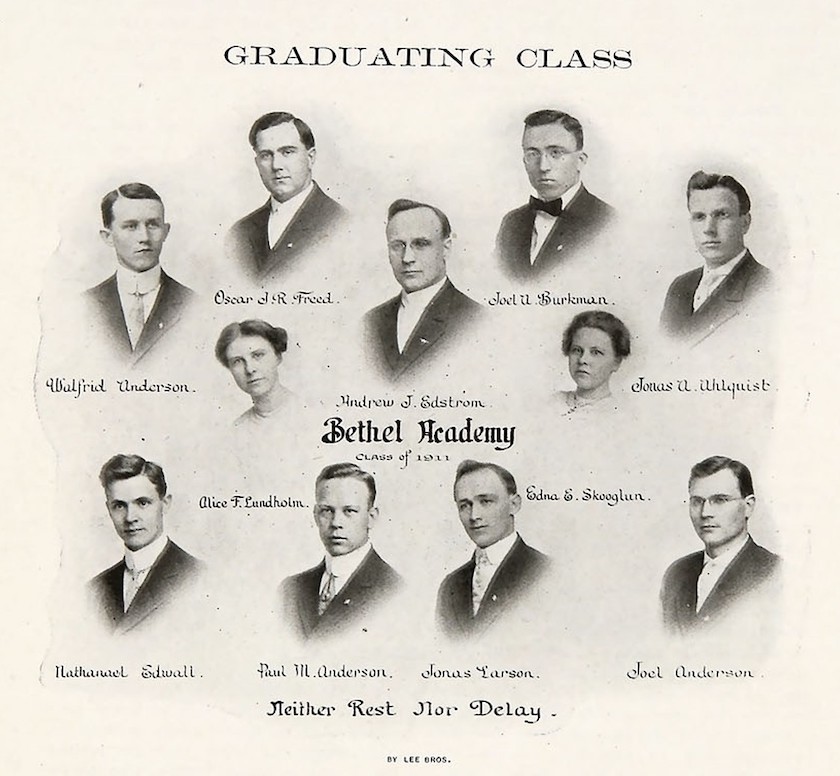 GRADUATING CLASS
Oscar J. R. Freed.
Joel U. Burkman.
Walfrid Anderson.
Jonas A. Ahlquist
Andrew J. Edstrom
Bethel Academy
CLASS of 1911
Alice F. Lundholm.
Edna E. Skooglun.
Nathanael Edwall.
Paul M. Anderson.
Jonas Larson.
Joel Anderson.
Neither Rest Nor Delay.
BY LEE BROS.